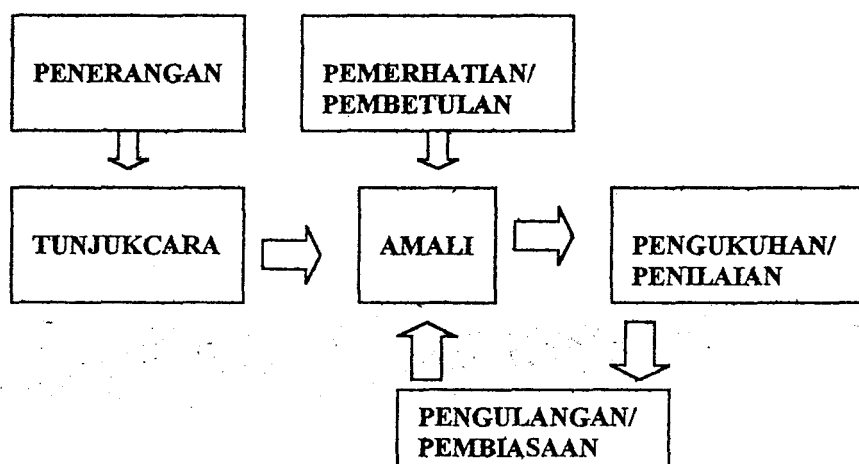 PENERANGAN
PEMERHATIAN/
PEMBETULAN
TUNJUKCARA
AMALI
PENGUKUHAN/
PENILAIAN
PENGULANGAN/
PEMBIASAAN